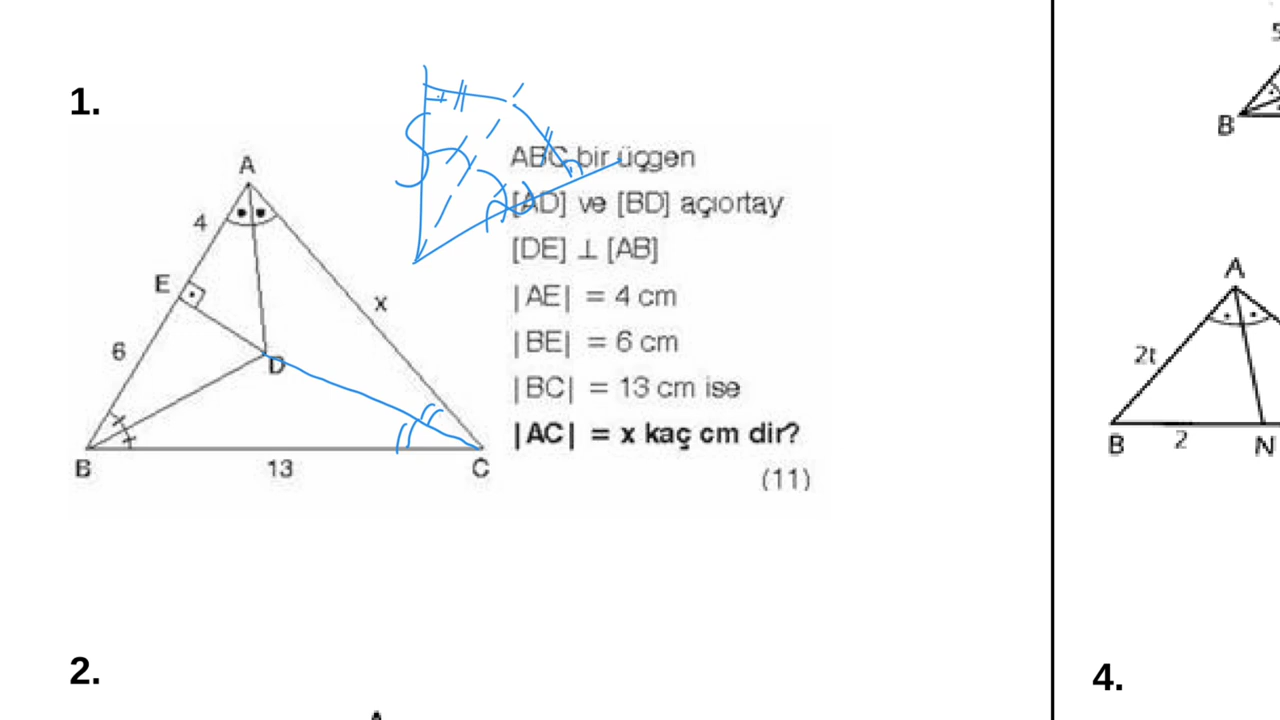 1.
A
4
E
x
6
D
B
13
C
ABC bir üçgen
[AD] ve [BD] açıortay
[DE] ⊥ [AB]
|AE| = 4 cm
|BE| = 6 cm
|BC| = 13 cm ise
|AC| = x kaç cm dir?
(11)
2.
A
5
B
A
2t
B
2
N
4.